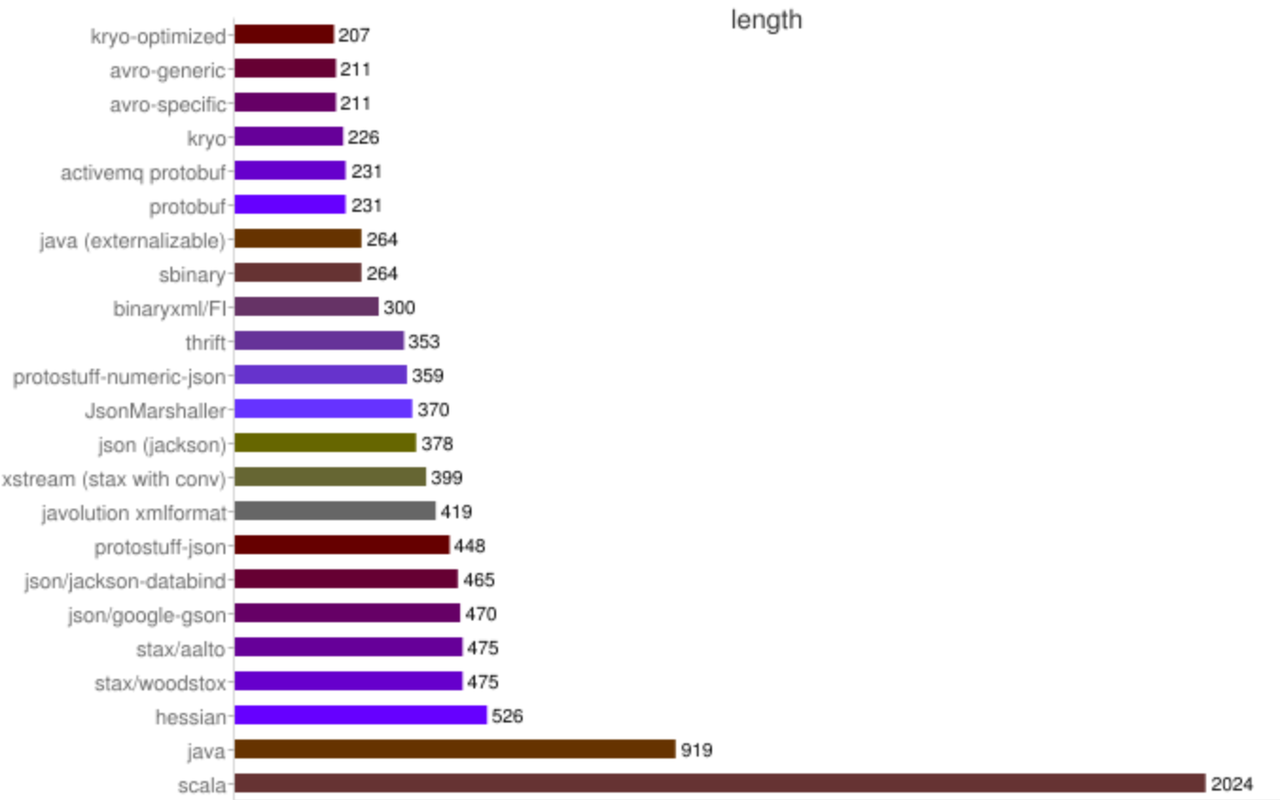 length
kryo-optimized 207
avro-generic 211
avro-specific 211
kryo 226
activemq protobuf 231
protobuf 231
java (externalizable) 264
sbinary 264
binaryxml/FI 300
thrift 353
protostuff-numeric-json 359
JsonMarshaller 370
json (jackson) 378
xstream (stax with conv) 399
javolution xmlformat 419
protostuff-json 448
json/jackson-databind 465
json/google-gson 470
stax/aalto 475
stax/woodstox 475
hessian 526
java 919
scala 2024